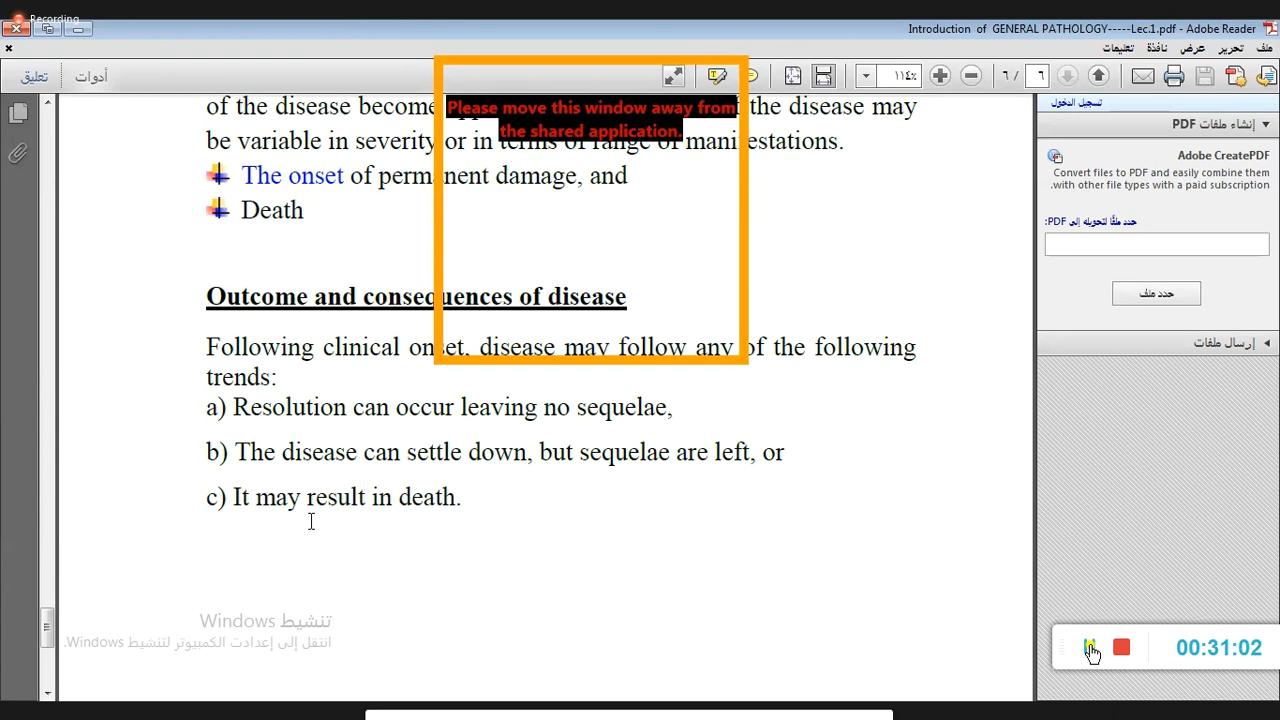 Recording
Introduction of GENERAL PATHOLOGY-----Lec.1.pdf - Adobe Reader
ملف تحرير عرض نافذة تعليمات
٦ / ٦ ١١٤٪ أدوات تعليق
of the disease become the disease may
Please move this window away from
the shared application.
be variable in severity or in terms of range of manifestations.
The onset of permanent damage, and
Death
Outcome and consequences of disease
Following clinical onset, disease may follow any of the following
trends:
a) Resolution can occur leaving no sequelae,
b) The disease can settle down, but sequelae are left, or
c) It may result in death.
تنشيط Windows
انتقل إلى إعدادت الكمبيوتر لتنشيط Windows.
تسجيل الدخول
إنشاء ملفات PDF
Adobe CreatePDF
Convert files to PDF and easily combine them
with other file types with a paid subscription.
حدد ملفًا لتحويله إلى PDF:
حدد ملف
إرسال ملفات
00:31:02